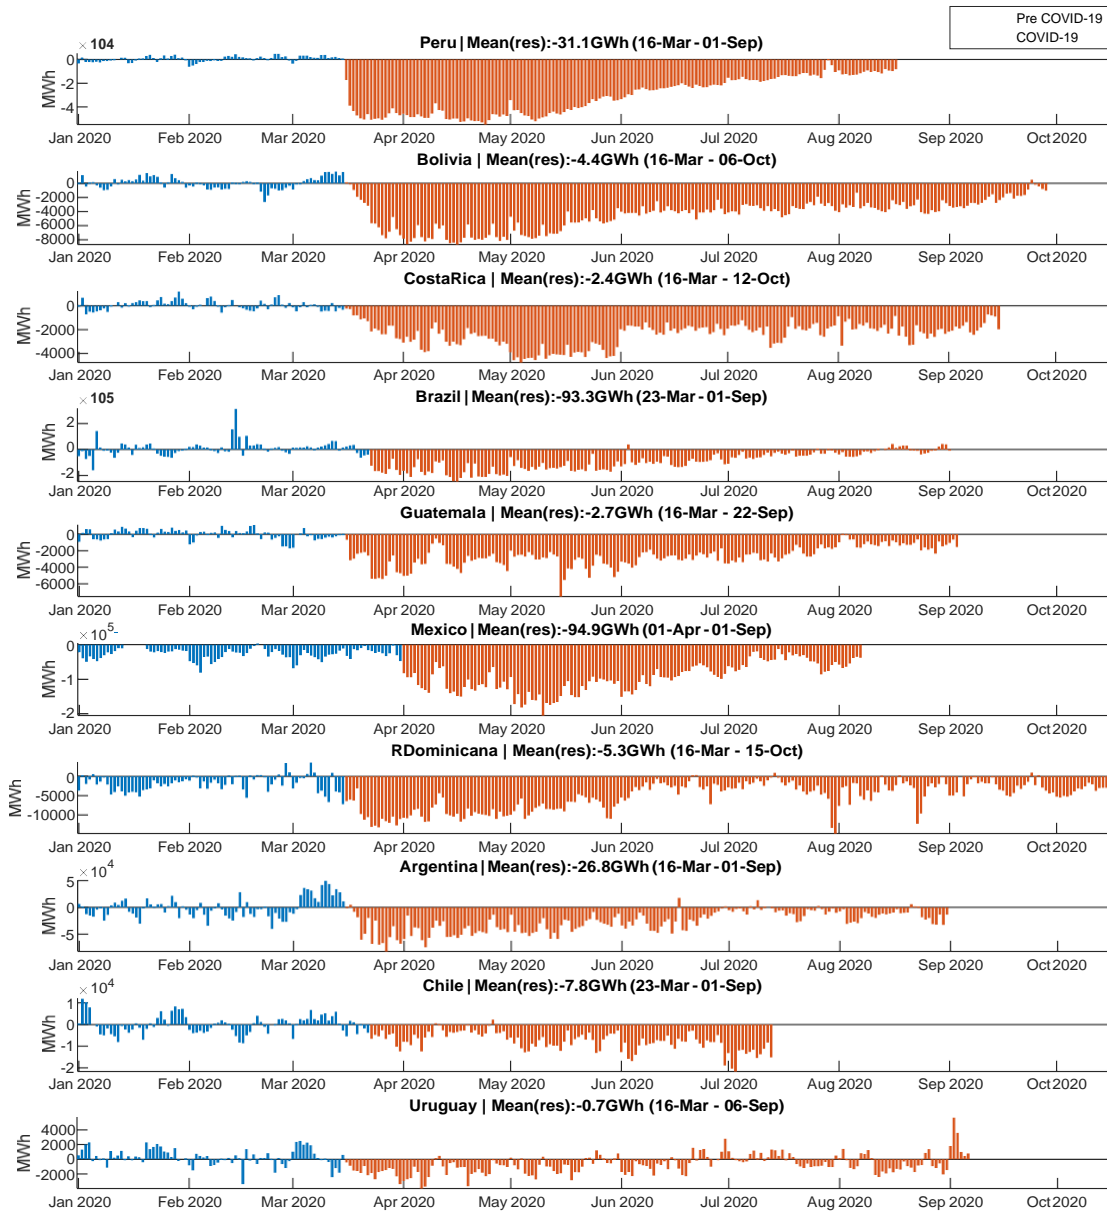 Pre COVID-19
COVID-19
× 104
Peru | Mean(res):-31.1GWh (16-Mar - 01-Sep)
MWh
0
-2
-4
Jan 2020 Feb 2020 Mar 2020 Apr 2020 May 2020 Jun 2020 Jul 2020 Aug 2020 Sep 2020 Oct 2020
Bolivia | Mean(res):-4.4GWh (16-Mar - 06-Oct)
MWh
0
-2000
-4000
-6000
-8000
Jan 2020 Feb 2020 Mar 2020 Apr 2020 May 2020 Jun 2020 Jul 2020 Aug 2020 Sep 2020 Oct 2020
CostaRica | Mean(res):-2.4GWh (16-Mar - 12-Oct)
MWh
0
-2000
-4000
Jan 2020 Feb 2020 Mar 2020 Apr 2020 May 2020 Jun 2020 Jul 2020 Aug 2020 Sep 2020 Oct 2020
× 105
Brazil | Mean(res):-93.3GWh (23-Mar - 01-Sep)
MWh
2
0
-2
Jan 2020 Feb 2020 Mar 2020 Apr 2020 May 2020 Jun 2020 Jul 2020 Aug 2020 Sep 2020 Oct 2020
Guatemala | Mean(res):-2.7GWh (16-Mar - 22-Sep)
MWh
0
-2000
-4000
-6000
Jan 2020 Feb 2020 Mar 2020 Apr 2020 May 2020 Jun 2020 Jul 2020 Aug 2020 Sep 2020 Oct 2020
× 10^5
Mexico | Mean(res):-94.9GWh (01-Apr - 01-Sep)
MWh
0
-1
-2
Jan 2020 Feb 2020 Mar 2020 Apr 2020 May 2020 Jun 2020 Jul 2020 Aug 2020 Sep 2020 Oct 2020
RDominicana | Mean(res):-5.3GWh (16-Mar - 15-Oct)
MWh
0
-5000
-10000
Jan 2020 Feb 2020 Mar 2020 Apr 2020 May 2020 Jun 2020 Jul 2020 Aug 2020 Sep 2020 Oct 2020
× 10^4
Argentina | Mean(res):-26.8GWh (16-Mar - 01-Sep)
MWh
5
0
-5
Jan 2020 Feb 2020 Mar 2020 Apr 2020 May 2020 Jun 2020 Jul 2020 Aug 2020 Sep 2020 Oct 2020
× 10^4
Chile | Mean(res):-7.8GWh (23-Mar - 01-Sep)
MWh
1
0
-1
-2
Jan 2020 Feb 2020 Mar 2020 Apr 2020 May 2020 Jun 2020 Jul 2020 Aug 2020 Sep 2020 Oct 2020
Uruguay | Mean(res):-0.7GWh (16-Mar - 06-Sep)
MWh
4000
2000
0
-2000
Jan 2020 Feb 2020 Mar 2020 Apr 2020 May 2020 Jun 2020 Jul 2020 Aug 2020 Sep 2020 Oct 2020